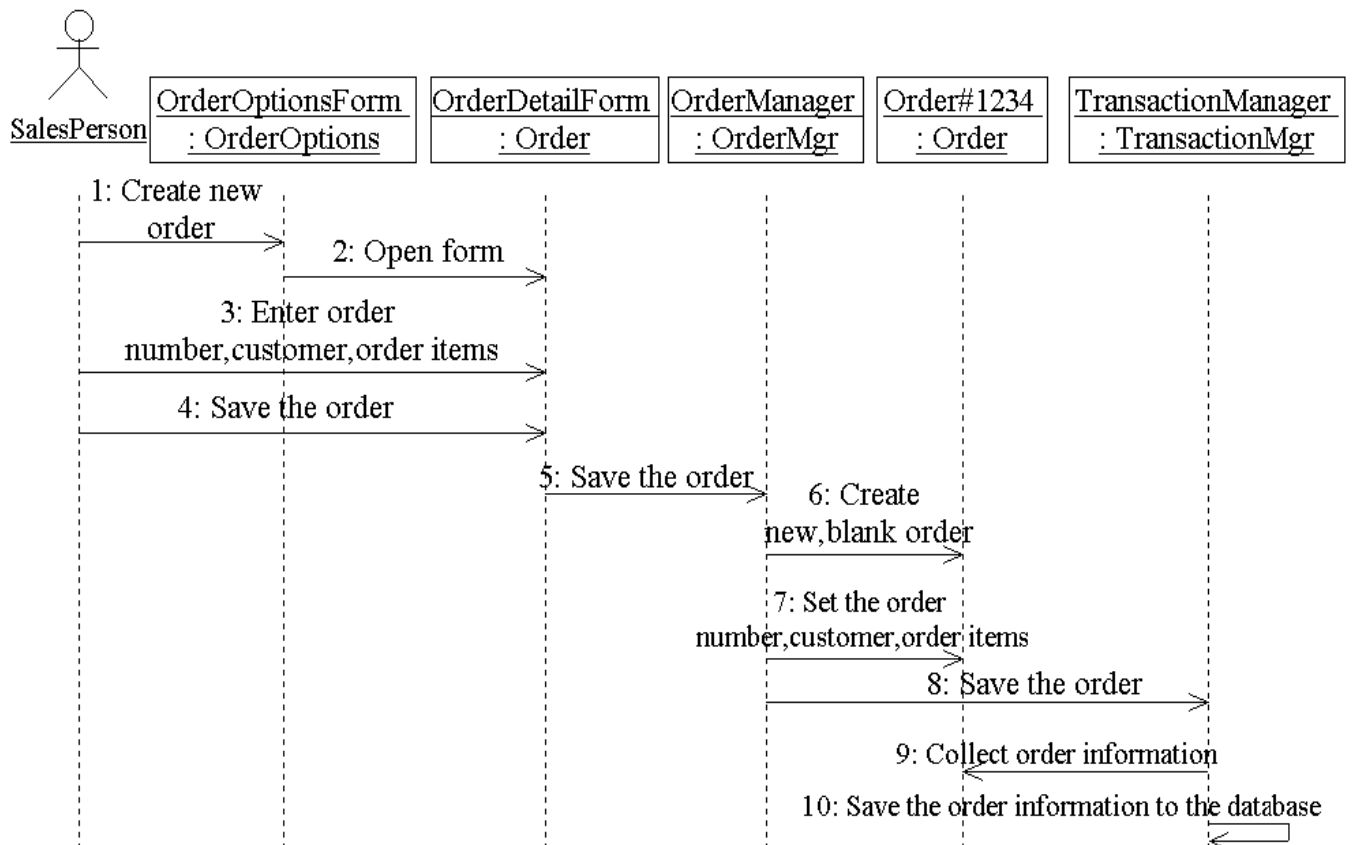 SalesPerson
OrderOptionsForm
: OrderOptions
OrderDetailForm
: Order
OrderManager
: OrderMgr
Order#1234
: Order
TransactionManager
: TransactionMgr
1: Create new
order
2: Open form
3: Enter order
number,customer,order items
4: Save the order
5: Save the order
6: Create
new,blank order
7: Set the order
number,customer,order items
8: Save the order
9: Collect order information
10: Save the order information to the database